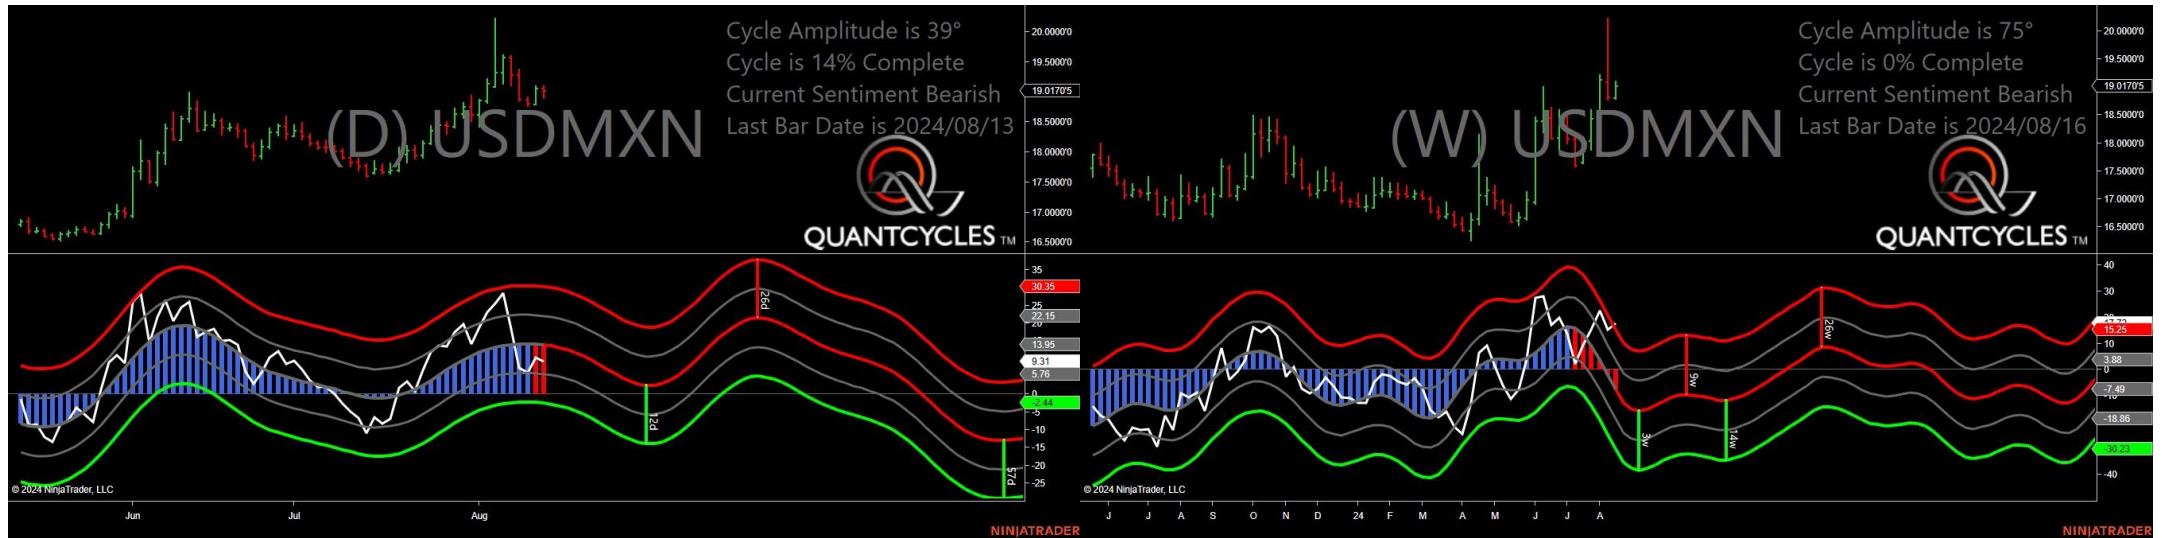 Cycle Amplitude is 39°
Cycle is 14% Complete
Current Sentiment Bearish
Last Bar Date is 2024/08/13
(D) USDMXN
QUANTCYCLES TM
20.0000'0
19.5000'0
19.0170'5
18.5000'0
18.0000'0
17.5000'0
17.0000'0
16.5000'0
35
30.35
25
22.15
20
13.95
9.31
5.76
0
-2.44
-5
-10
-15
-20
-25
26d
12d
57d
© 2024 NinjaTrader, LLC
Jun
Jul
Aug
NINJATRADER
Cycle Amplitude is 75°
Cycle is 0% Complete
Current Sentiment Bearish
Last Bar Date is 2024/08/16
(W) USDMXN
QUANTCYCLES TM
20.0000'0
19.5000'0
19.0170'5
18.5000'0
18.0000'0
17.5000'0
17.0000'0
16.5000'0
40
30
15.25
10
3.88
0
-7.49
-18.86
-30.23
-40
26w
9w
3w
14w
© 2024 NinjaTrader, LLC
J
J
A
S
O
N
D
24
F
M
A
M
J
J
A
NINJATRADER